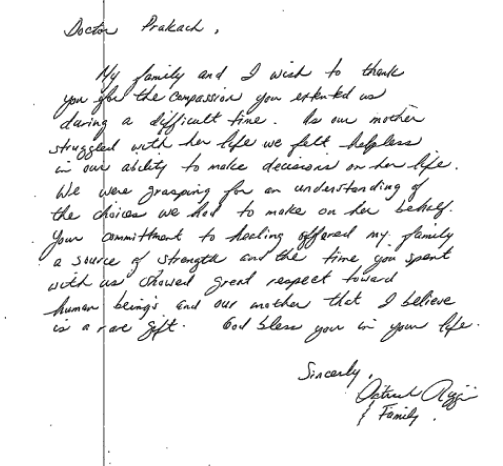 Doctor Prakash,
My family and I wish to thank
you for the compassion you extended us
during a difficult time. As our mother
struggled with her life we felt helpless
in our ability to make decisions on her life.
We were grasping for an understanding of
the choices we had to make on her behalf.
Your committment to healing offered my family
a source of strength and the time you spent
with us showed great respect toward
human beings and our mother that I believe
is a rare gift. God bless you in your life.
Sincerly,
& Family.